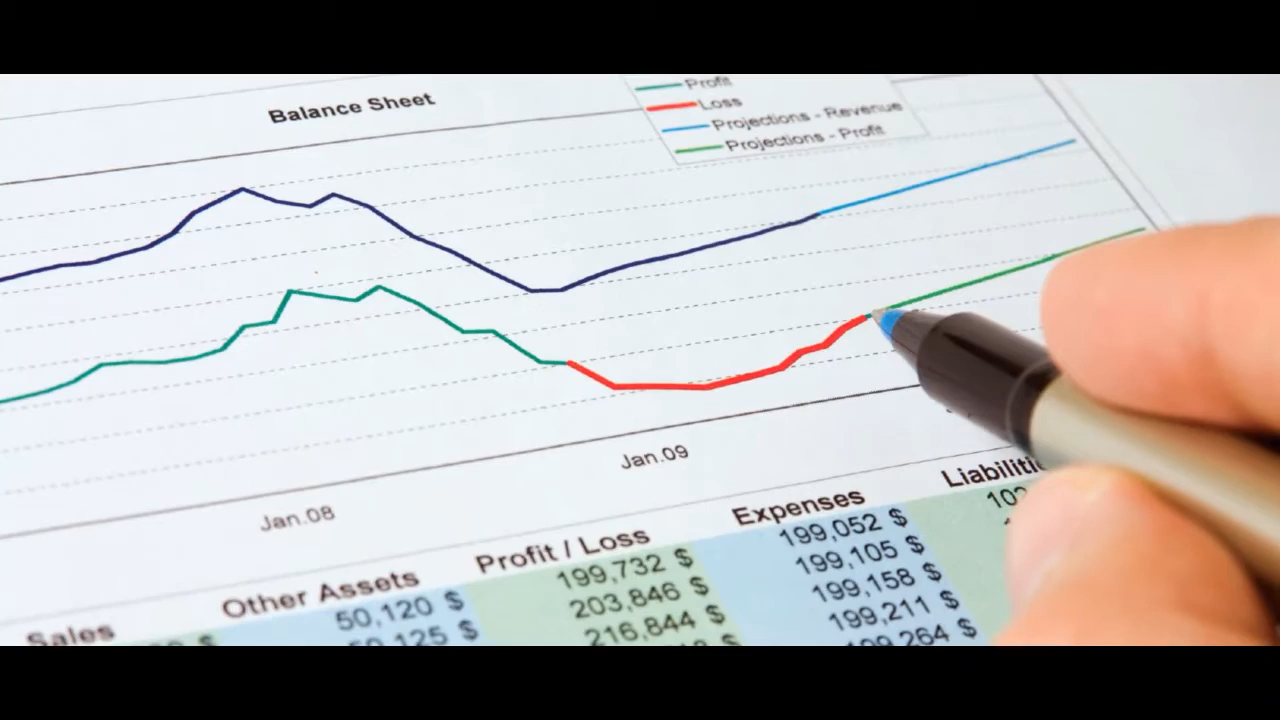 Balance Sheet
Profit
Loss
Projections - Revenue
Projections - Profit
Jan.08
Jan.09
Sales
Other Assets
Profit / Loss
Expenses
50,120 $
199,732 $
199,052 $
203,846 $
199,105 $
216,844 $
199,158 $
199,211 $